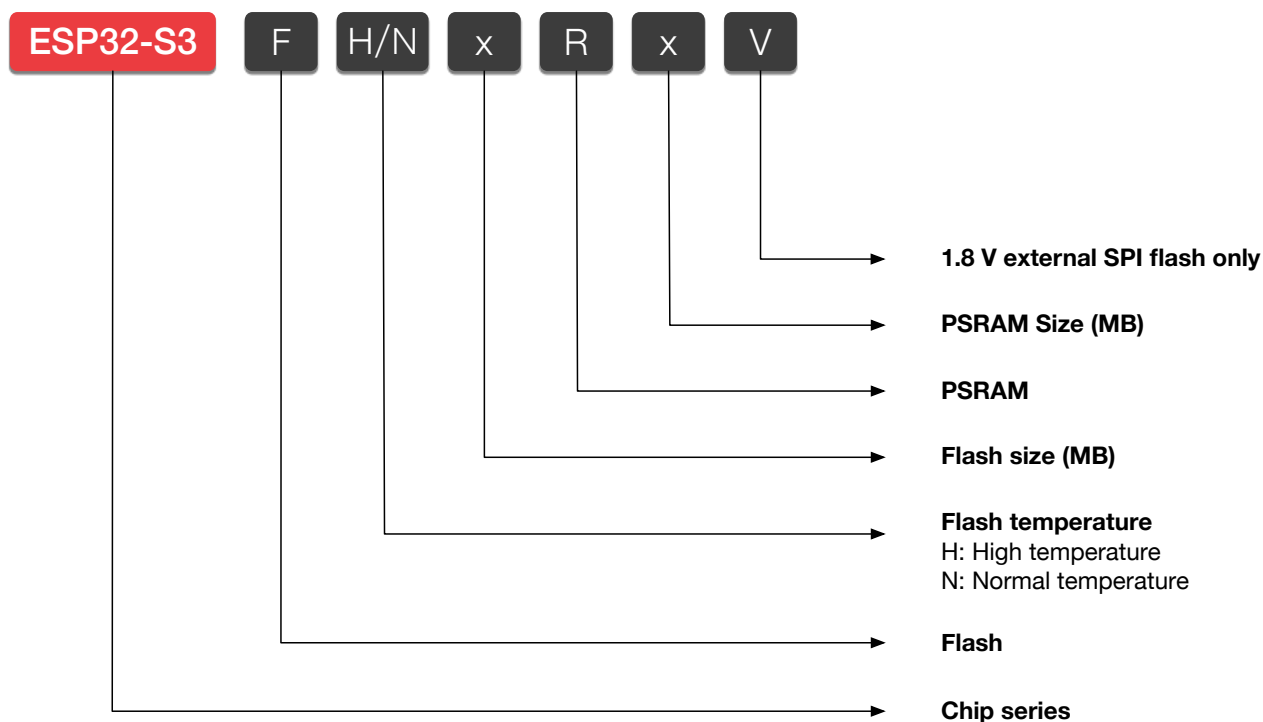 ESP32-S3 F H/N x R x V
1.8 V external SPI flash only
PSRAM Size (MB)
PSRAM
Flash size (MB)
Flash temperature
H: High temperature
N: Normal temperature
Flash
Chip series